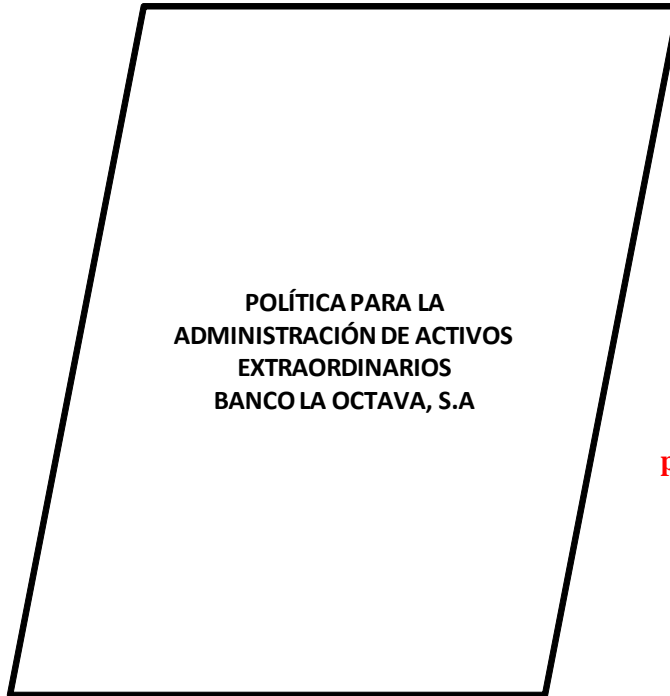 POLÍTICA PARA LA
ADMINISTRACIÓN DE ACTIVOS
EXTRAORDINARIOS
BANCO LA OCTAVA, S.A